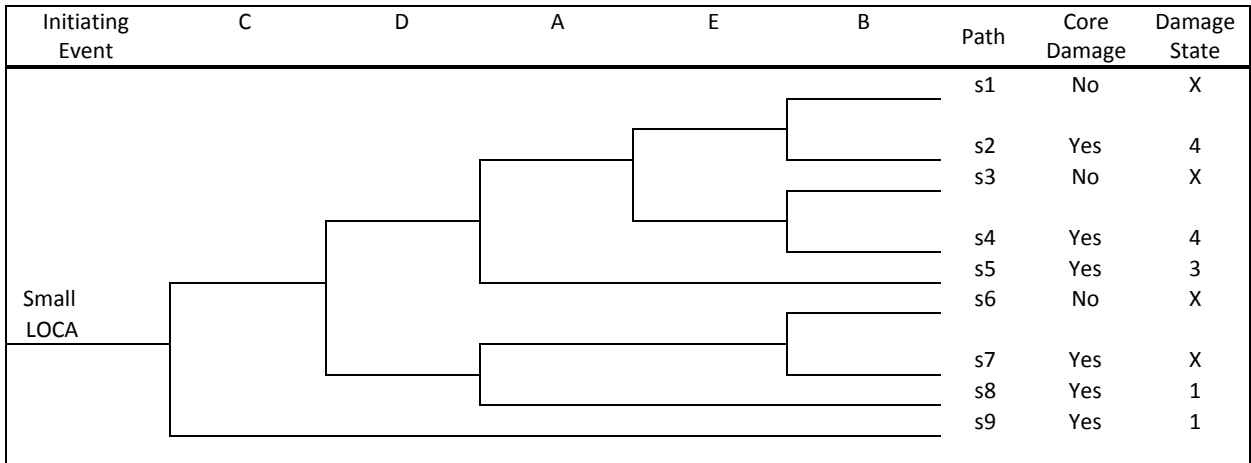 Initiating Event C D A E B Path Core Damage Damage State
s1 No X
s2 Yes 4
s3 No X
s4 Yes 4
s5 Yes 3
Small LOCA
s6 No X
s7 Yes X
s8 Yes 1
s9 Yes 1